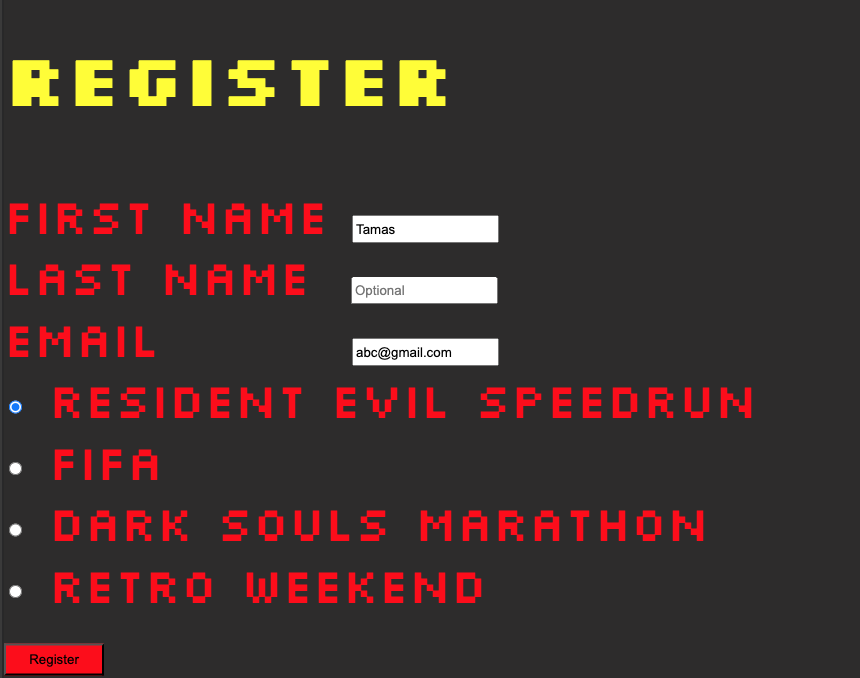 REGISTER
FIRST NAME Tamas
LAST NAME Optional
EMAIL abc@gmail.com
RESIDENT EVIL SPEEDRUN
FIFA
DARK SOULS MARATHON
RETRO WEEKEND
Register